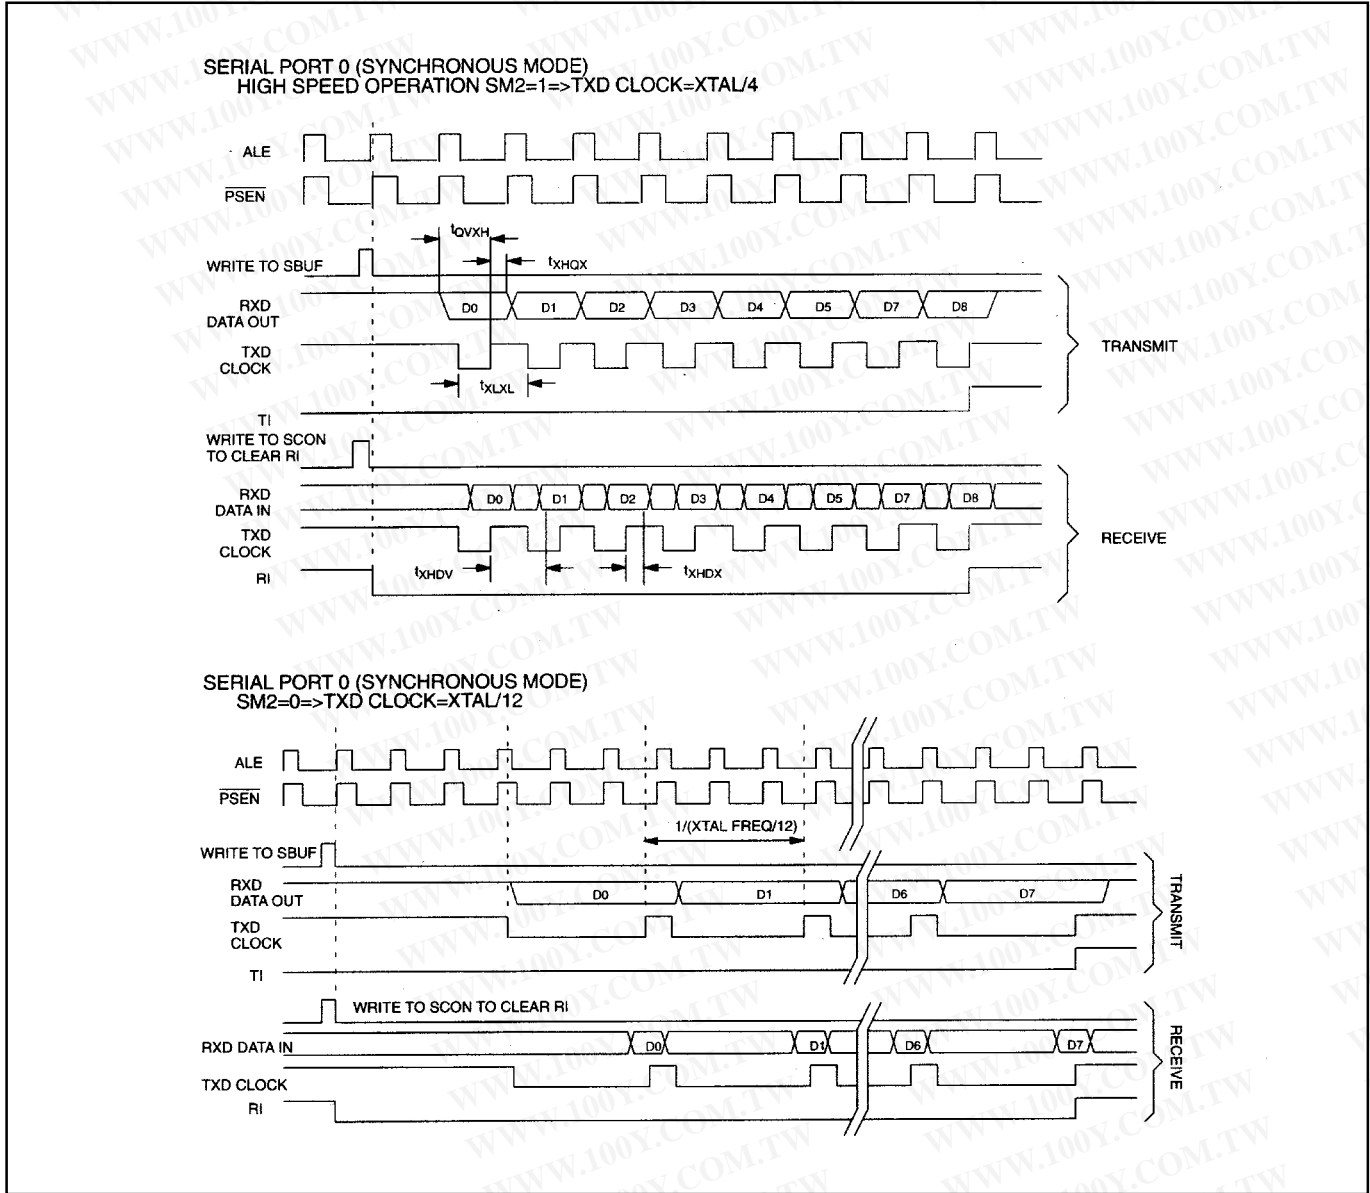 SERIAL PORT 0 (SYNCHRONOUS MODE)
HIGH SPEED OPERATION SM2=1=>TXD CLOCK=XTAL/4
ALE
PSEN
tQVXH
WRITE TO SBUF
tXHQX
RXD
DATA OUT
D0 D1 D2 D3 D4 D5 D7 D8
TXD
CLOCK
TRANSMIT
tXLXL
TI
WRITE TO SCON
TO CLEAR RI
RXD
DATA IN
D0 D1 D2 D3 D4 D5 D7 D8
TXD
CLOCK
RECEIVE
tXHDV
tXHDX
RI
SERIAL PORT 0 (SYNCHRONOUS MODE)
SM2=0=>TXD CLOCK=XTAL/12
ALE
PSEN
1/(XTAL FREQ/12)
WRITE TO SBUF
RXD
DATA OUT
D0 D1 D6 D7
TXD
CLOCK
TRANSMIT
TI
WRITE TO SCON TO CLEAR RI
RXD DATA IN
D0 D1 D6 D7
TXD CLOCK
RECEIVE
RI
WWW.100Y.COM.TW